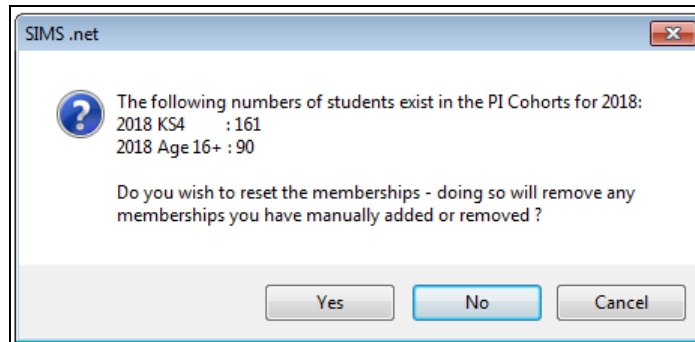 SIMS .net
The following numbers of students exist in the PI Cohorts for 2018:
2018 KS4 : 161
2018 Age 16+ : 90
Do you wish to reset the memberships - doing so will remove any
memberships you have manually added or removed ?
Yes No Cancel